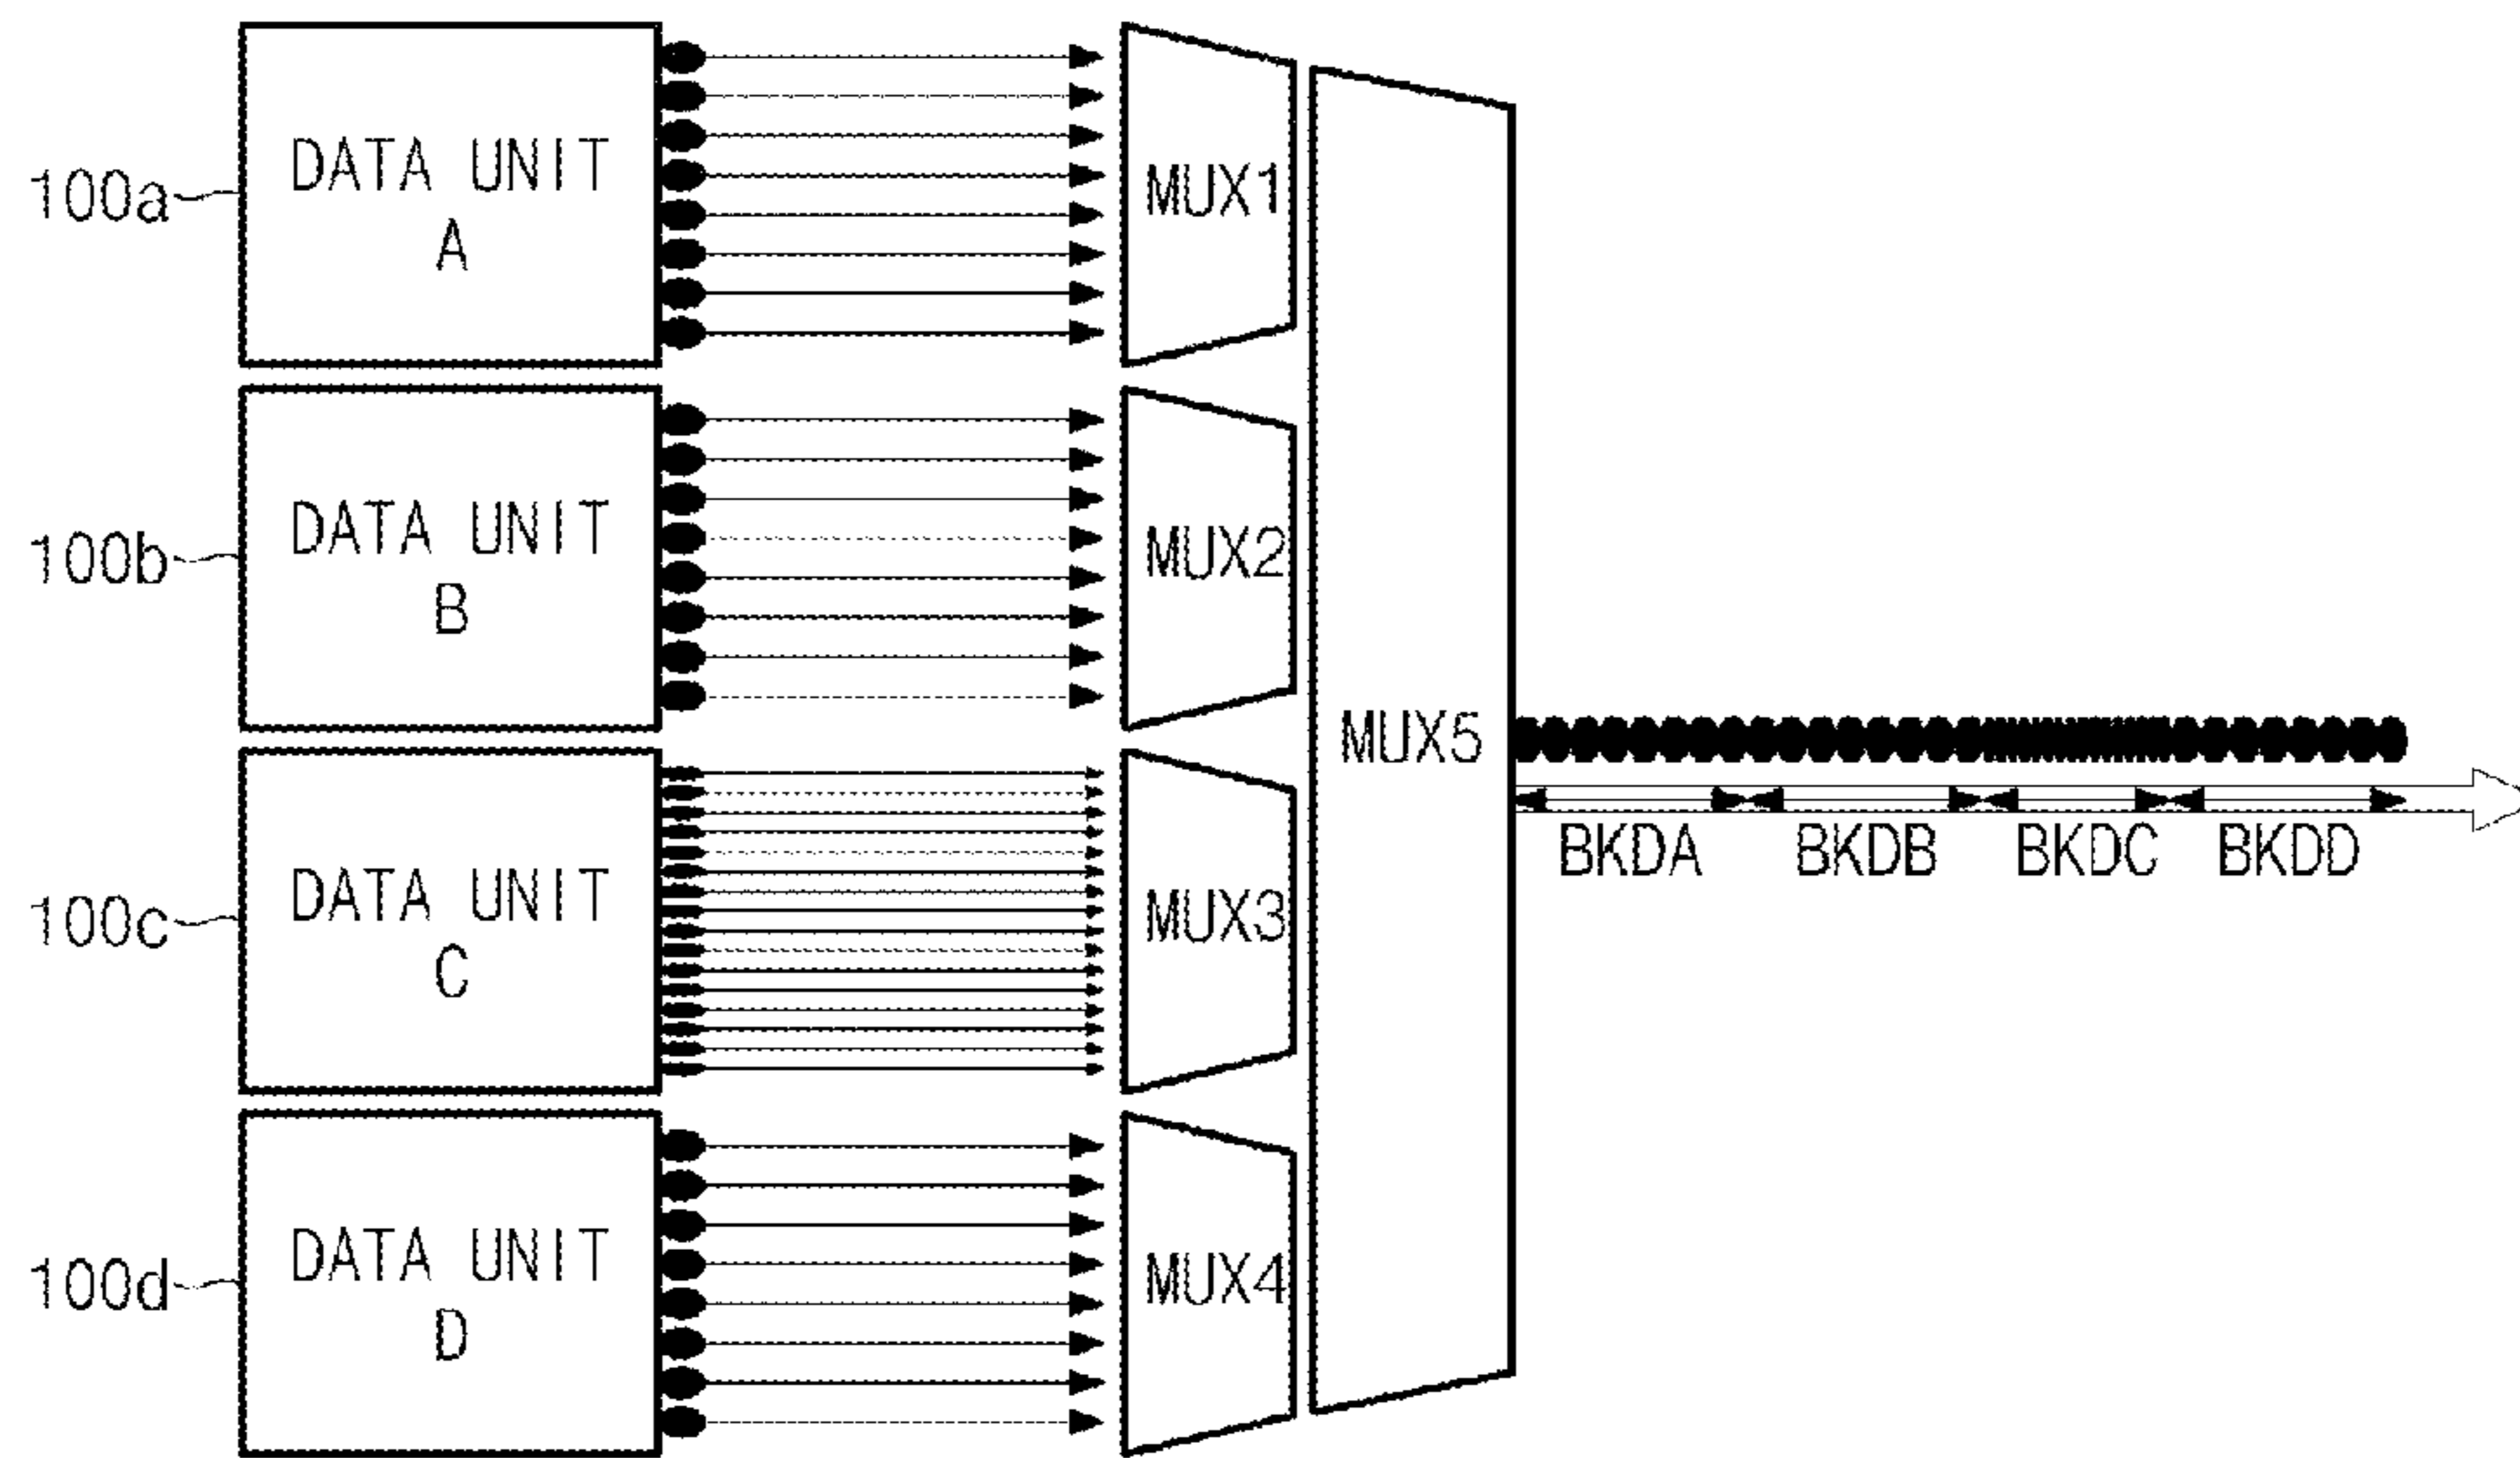 100a
DATA UNIT
A
MUX1
100b
DATA UNIT
B
MUX2
100c
DATA UNIT
C
MUX3
100d
DATA UNIT
D
MUX4
MUX5
BKDA BKDB BKDC BKDD